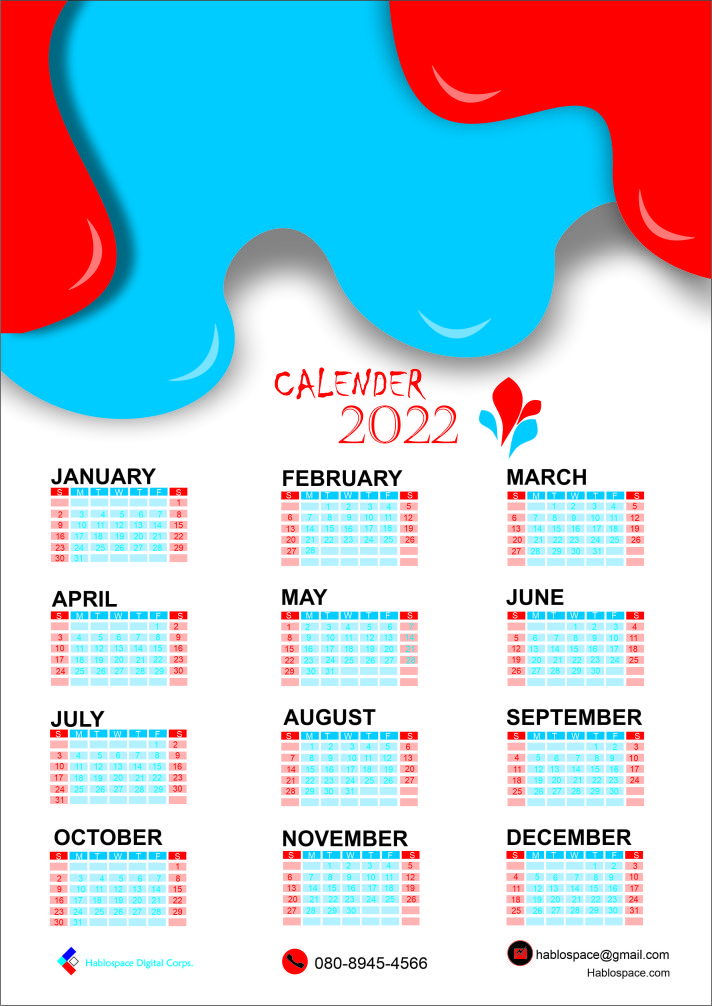 CALENDER
2022
JANUARY
S M T W T F S
1
2 3 4 5 6 7 8
9 10 11 12 13 14 15
16 17 18 19 20 21 22
23 24 25 26 27 28 29
30 31
FEBRUARY
S M T W T F S
1 2 3 4 5
6 7 8 9 10 11 12
13 14 15 16 17 18 19
20 21 22 23 24 25 26
27 28
MARCH
S M T W T F S
1 2 3 4 5
6 7 8 9 10 11 12
13 14 15 16 17 18 19
20 21 22 23 24 25 26
27 28 29 30 31
APRIL
S M T W T F S
1 2
3 4 5 6 7 8 9
10 11 12 13 14 15 16
17 18 19 20 21 22 23
24 25 26 27 28 29 30
MAY
S M T W T F S
1 2 3 4 5 6 7
8 9 10 11 12 13 14
15 16 17 18 19 20 21
22 23 24 25 26 27 28
29 30 31
JUNE
S M T W T F S
1 2 3 4
5 6 7 8 9 10 11
12 13 14 15 16 17 18
19 20 21 22 23 24 25
26 27 28 29 30
JULY
S M T W T F S
1 2
3 4 5 6 7 8 9
10 11 12 13 14 15 16
17 18 19 20 21 22 23
24 25 26 27 28 29 30
31
AUGUST
S M T W T F S
1 2 3 4 5 6
7 8 9 10 11 12 13
14 15 16 17 18 19 20
21 22 23 24 25 26 27
28 29 30 31
SEPTEMBER
S M T W T F S
1 2 3
4 5 6 7 8 9 10
11 12 13 14 15 16 17
18 19 20 21 22 23 24
25 26 27 28 29 30
OCTOBER
S M T W T F S
1
2 3 4 5 6 7 8
9 10 11 12 13 14 15
16 17 18 19 20 21 22
23 24 25 26 27 28 29
30 31
NOVEMBER
S M T W T F S
1 2 3 4 5
6 7 8 9 10 11 12
13 14 15 16 17 18 19
20 21 22 23 24 25 26
27 28 29 30
DECEMBER
S M T W T F S
1 2 3
4 5 6 7 8 9 10
11 12 13 14 15 16 17
18 19 20 21 22 23 24
25 26 27 28 29 30 31
Hablospace Digital Corps.
080-8945-4566
hablospace@gmail.com
Hablospace.com